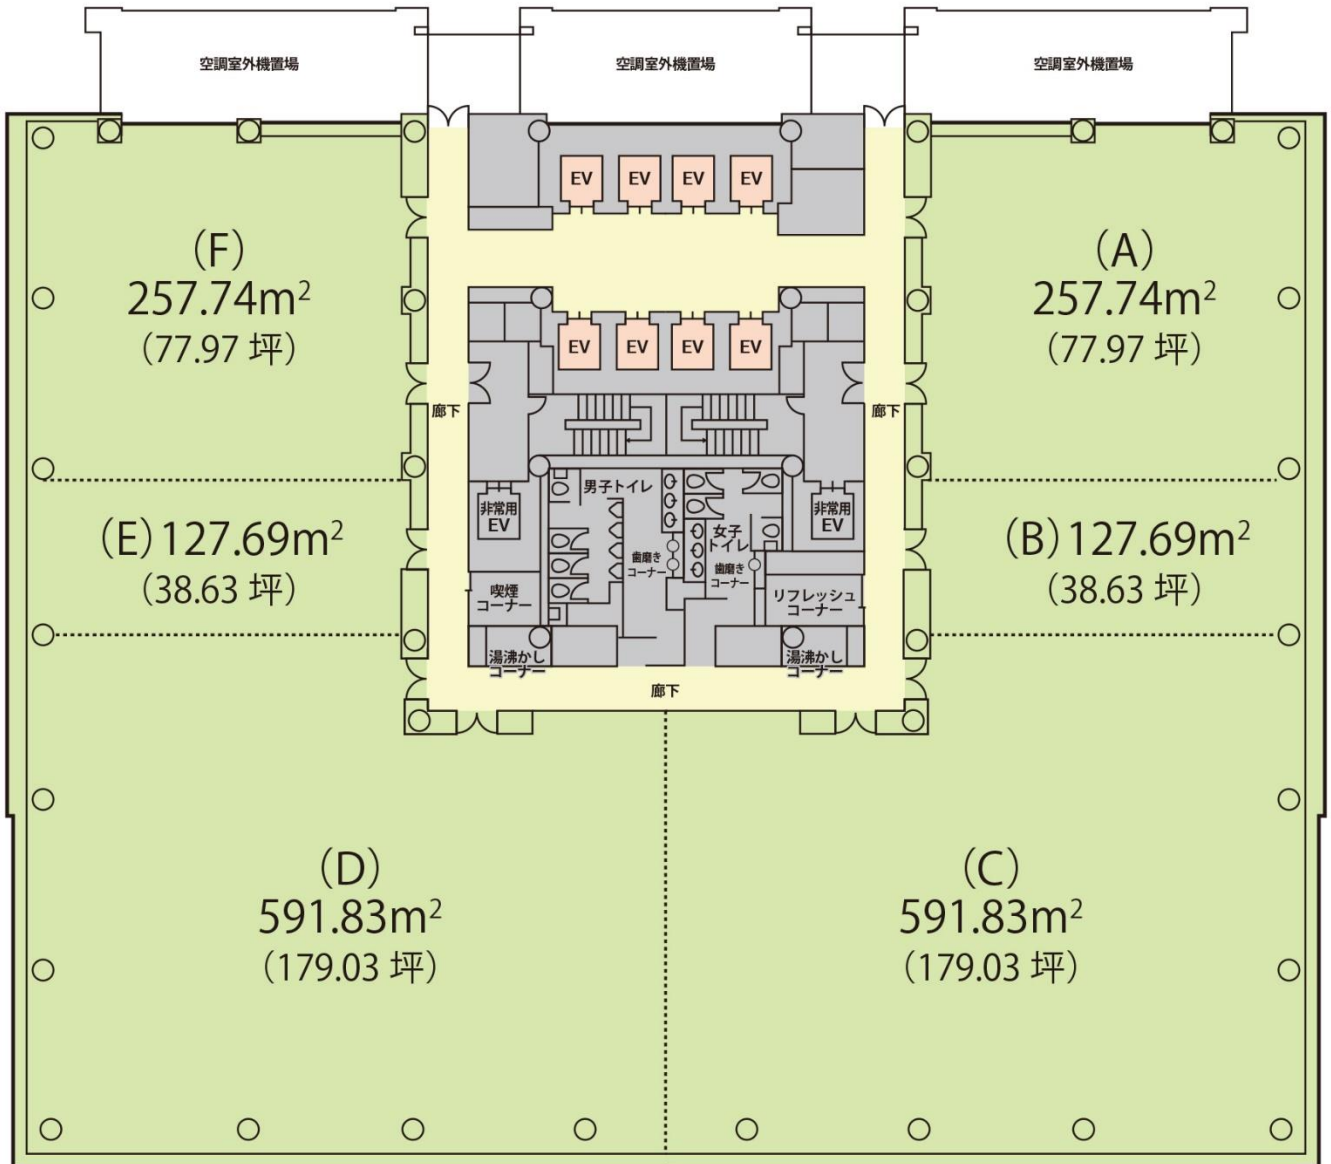 空調室外機置場
空調室外機置場
空調室外機置場
EV
EV
EV
EV
(F)
257.74m²
(77.97 坪)
(A)
257.74m²
(77.97 坪)
EV
EV
EV
EV
廊下
廊下
男子トイレ
非常用
EV
歯磨き
コーナー
女子
トイレ
歯磨き
コーナー
非常用
EV
(E) 127.69m²
(38.63 坪)
(B) 127.69m²
(38.63 坪)
喫煙
コーナー
リフレッシュ
コーナー
湯沸かし
コーナー
湯沸かし
コーナー
廊下
(D)
591.83m²
(179.03 坪)
(C)
591.83m²
(179.03 坪)